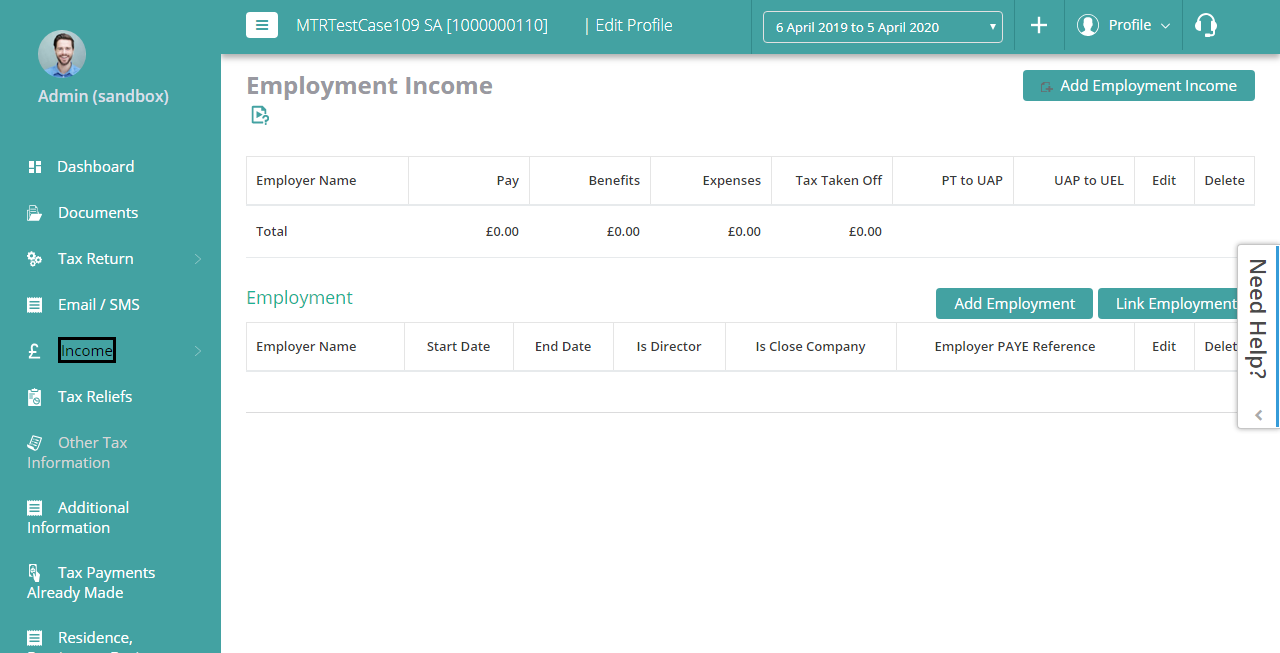 MTRTestCase109 SA [1000000110] | Edit Profile
6 April 2019 to 5 April 2020
Profile
Admin (sandbox)
Dashboard
Documents
Tax Return
Email / SMS
Income
Tax Reliefs
Other Tax
Information
Additional
Information
Tax Payments
Already Made
Residence,
Employment Income
Add Employment Income
Employer Name Pay Benefits Expenses Tax Taken Off PT to UAP UAP to UEL Edit Delete
Total £0.00 £0.00 £0.00 £0.00
Employment
Add Employment
Link Employment
Employer Name Start Date End Date Is Director Is Close Company Employer PAYE Reference Edit Delet
Need Help?